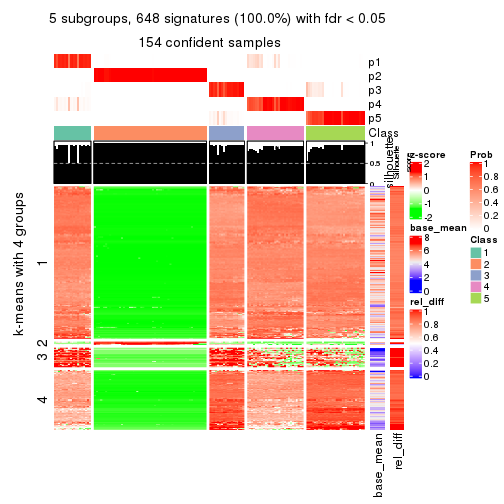 5 subgroups, 648 signatures (100.0%) with fdr < 0.05
154 confident samples
p1
p2
p3
p4
p5
Class
1
0.5
0
silhouette
Silhouette
score
z-score
2
1
0
-1
-2
Prob
1
0.8
0.6
0.4
0.2
0
base_mean
8
6
4
2
0
Class
1
2
3
4
5
rel_diff
1
0.8
0.6
0.4
0.2
0
k-means with 4 groups
1
2
3
4
base_mean
rel_diff